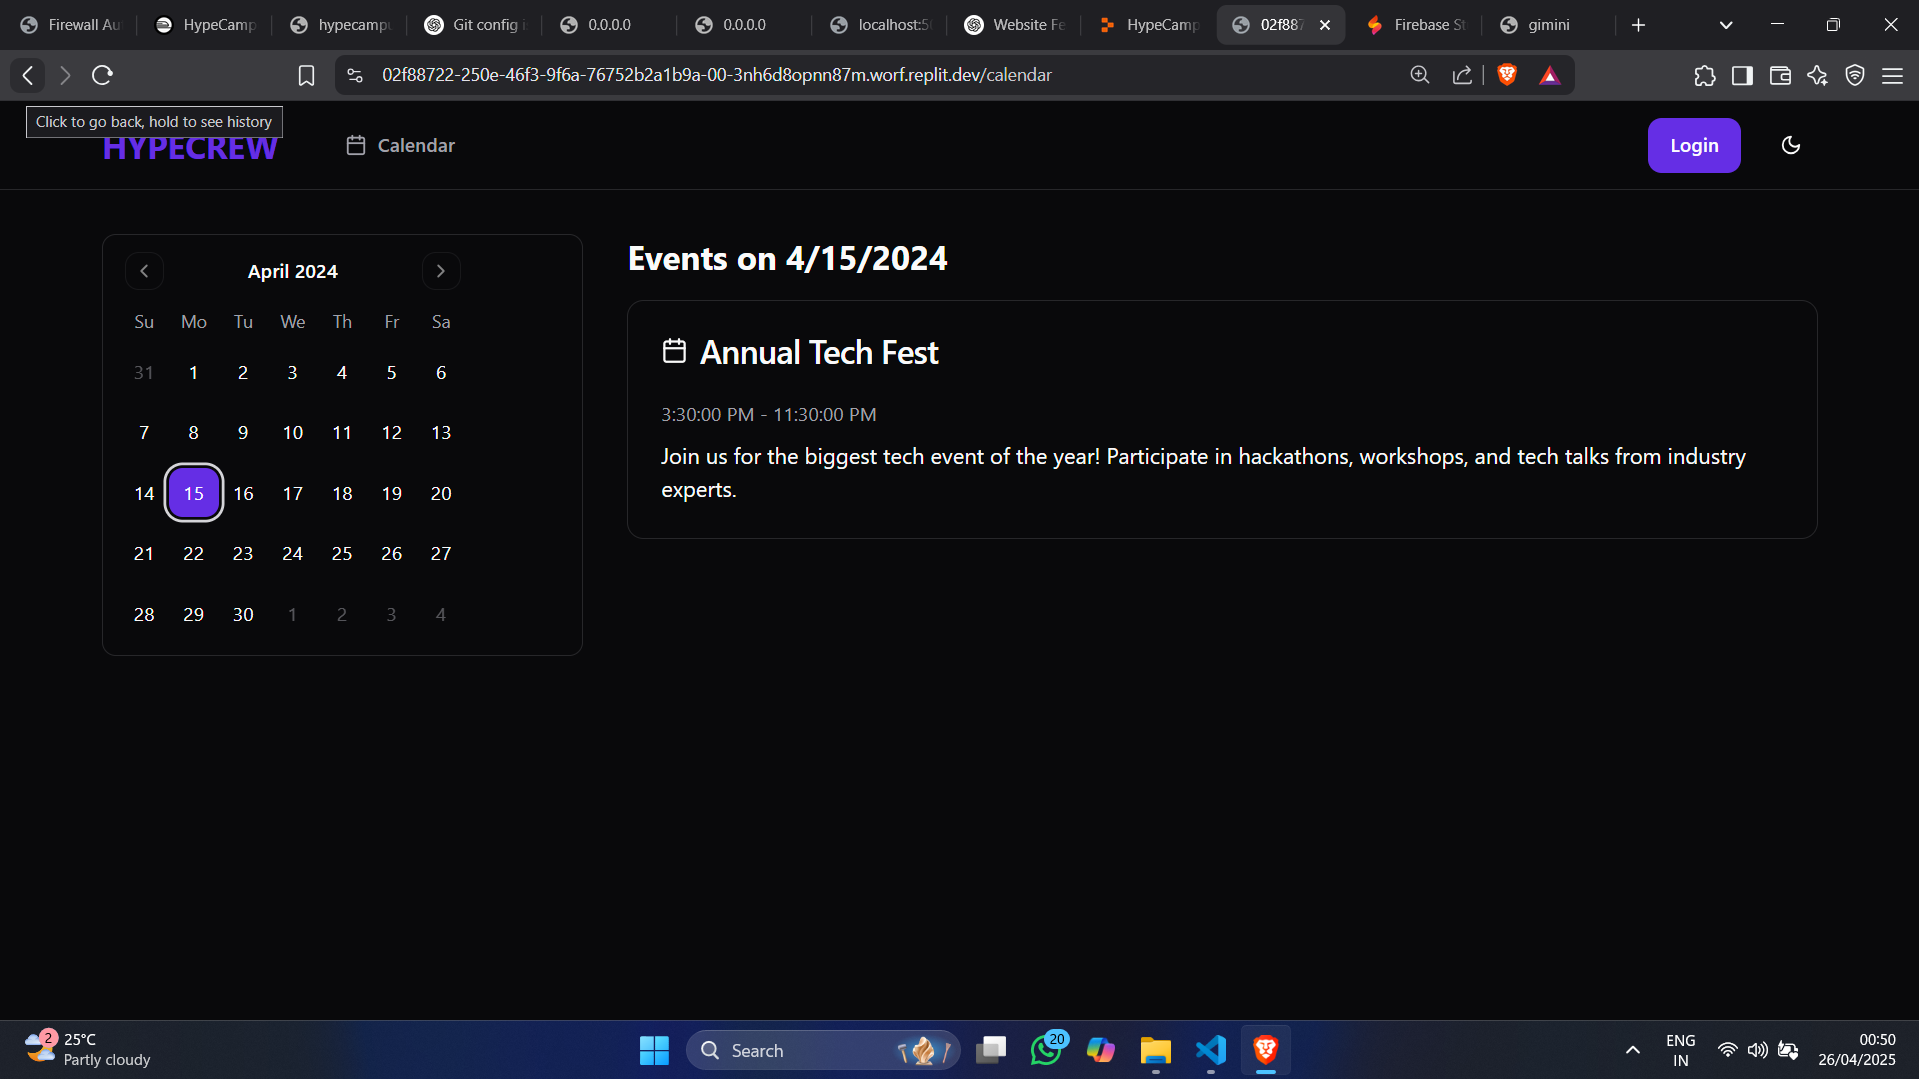 Firewall Au
HypeCamp
hypecampu
Git config i
0.0.0.0
0.0.0.0
localhost:50
Website Fe
HypeCamp
02f887
Firebase St
gimini
02f88722-250e-46f3-9f6a-76752b2a1b9a-00-3nh6d8opnn87m.worf.replit.dev/calendar
Click to go back, hold to see history
HYPECREW
Calendar
Login
April 2024
Su Mo Tu We Th Fr Sa
31 1 2 3 4 5 6
7 8 9 10 11 12 13
14 15 16 17 18 19 20
21 22 23 24 25 26 27
28 29 30 1 2 3 4
Events on 4/15/2024
Annual Tech Fest
3:30:00 PM - 11:30:00 PM
Join us for the biggest tech event of the year! Participate in hackathons, workshops, and tech talks from industry
experts.
2
25°C
Partly cloudy
Search
20
ENG
IN
00:50
26/04/2025